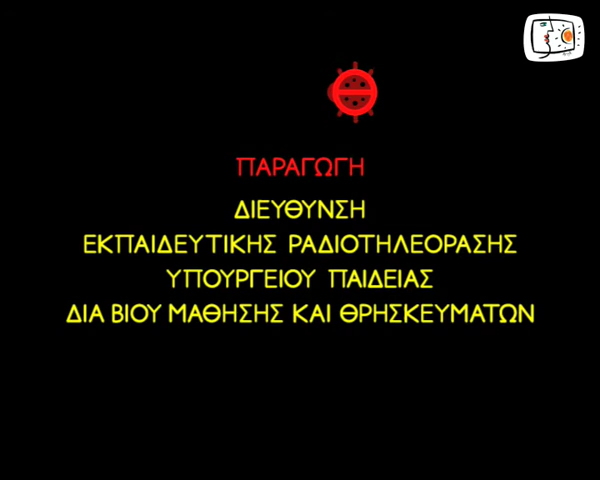 ΠΑΡΑΓΩΓΗ
ΔΙΕΥΘΥΝΣΗ
ΕΚΠΑΙΔΕΥΤΙΚΗΣ ΡΑΔΙΟΤΗΛΕΟΡΑΣΗΣ
ΥΠΟΥΡΓΕΙΟΥ ΠΑΙΔΕΙΑΣ
ΔΙΑ ΒΙΟΥ ΜΑΘΗΣΗΣ ΚΑΙ ΘΡΗΣΚΕΥΜΑΤΩΝ